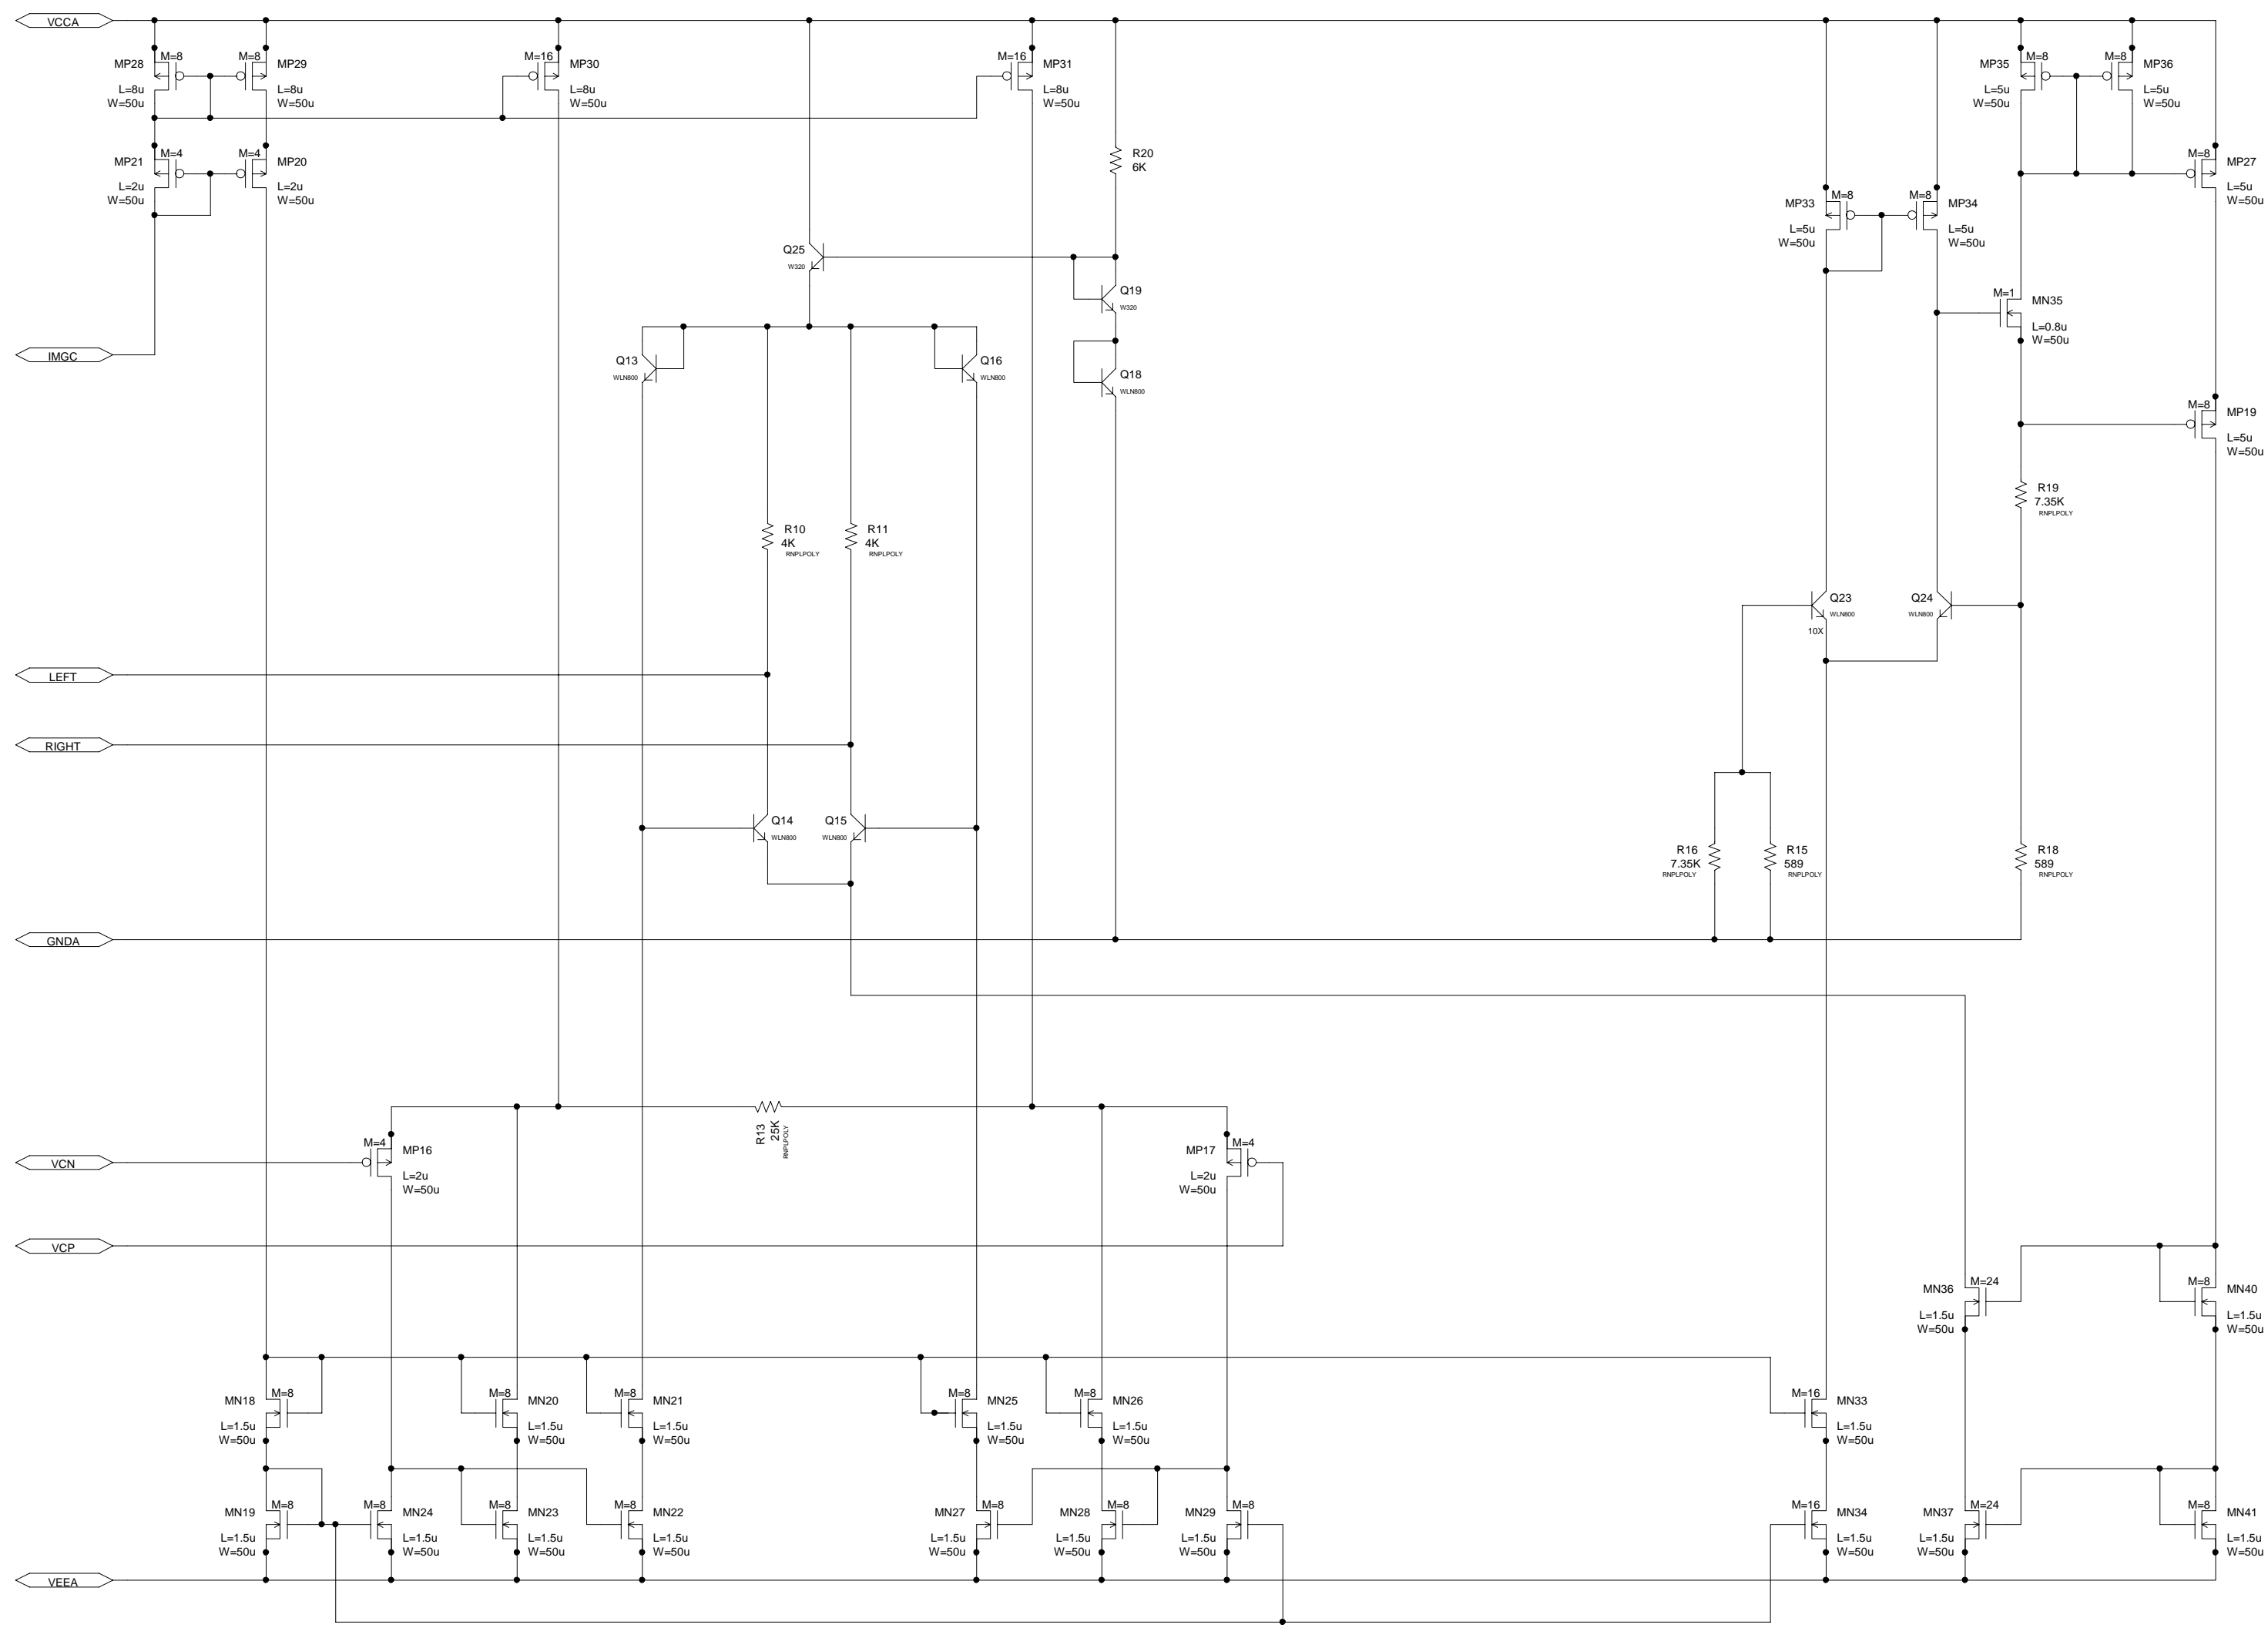 VCCA
M=8
MP28
L=8u
W=50u
M=8
MP29
L=8u
W=50u
M=16
MP30
L=8u
W=50u
M=16
MP31
L=8u
W=50u
M=8
MP35
L=5u
W=50u
M=8
MP36
L=5u
W=50u
M=4
MP21
L=2u
W=50u
M=4
MP20
L=2u
W=50u
R20
6K
M=8
MP27
L=5u
W=50u
M=8
MP33
L=5u
W=50u
M=8
MP34
L=5u
W=50u
Q25
W320
Q19
W320
M=1
MN35
L=0.8u
W=50u
IMGC
Q13
WLN800
Q16
WLN800
Q18
WLN800
M=8
MP19
L=5u
W=50u
R19
7.35K
RNPLPOLY
R10
4K
RNPLPOLY
R11
4K
RNPLPOLY
Q23
WLN800
10X
Q24
WLN800
LEFT
RIGHT
Q14
WLN800
Q15
WLN800
R16
7.35K
RNPLPOLY
R15
589
RNPLPOLY
R18
589
RNPLPOLY
GNDA
R13
25K
RNPLPOLY
VCN
M=4
MP16
L=2u
W=50u
M=4
MP17
L=2u
W=50u
VCP
M=24
MN36
L=1.5u
W=50u
M=8
MN40
L=1.5u
W=50u
M=8
MN18
L=1.5u
W=50u
M=8
MN20
L=1.5u
W=50u
M=8
MN21
L=1.5u
W=50u
M=8
MN25
L=1.5u
W=50u
M=8
MN26
L=1.5u
W=50u
M=16
MN33
L=1.5u
W=50u
M=8
MN19
L=1.5u
W=50u
M=8
MN24
L=1.5u
W=50u
M=8
MN23
L=1.5u
W=50u
M=8
MN22
L=1.5u
W=50u
M=8
MN27
L=1.5u
W=50u
M=8
MN28
L=1.5u
W=50u
M=8
MN29
L=1.5u
W=50u
M=16
MN34
L=1.5u
W=50u
M=24
MN37
L=1.5u
W=50u
M=8
MN41
L=1.5u
W=50u
VEEA